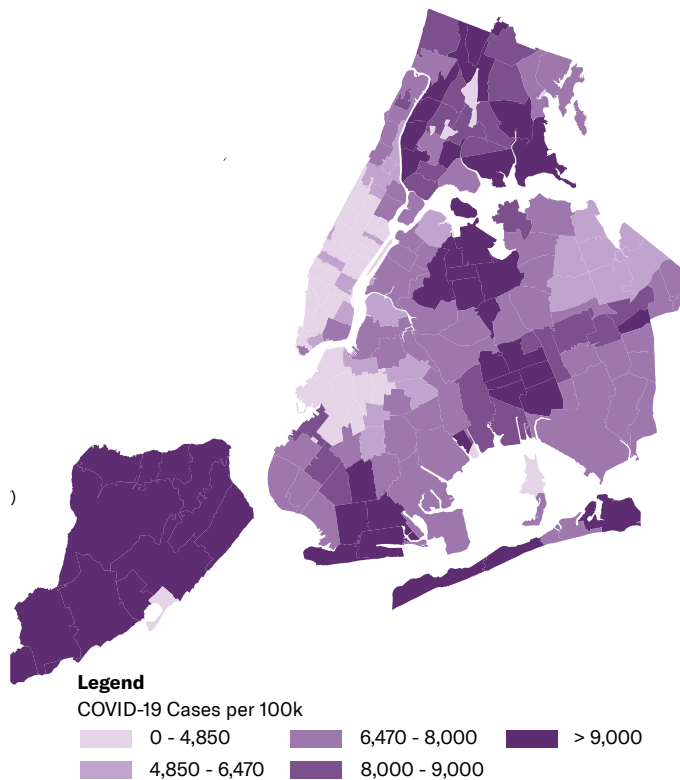 )
Legend
COVID-19 Cases per 100k
0 - 4,850
6,470 - 8,000
> 9,000
4,850 - 6,470
8,000 - 9,000